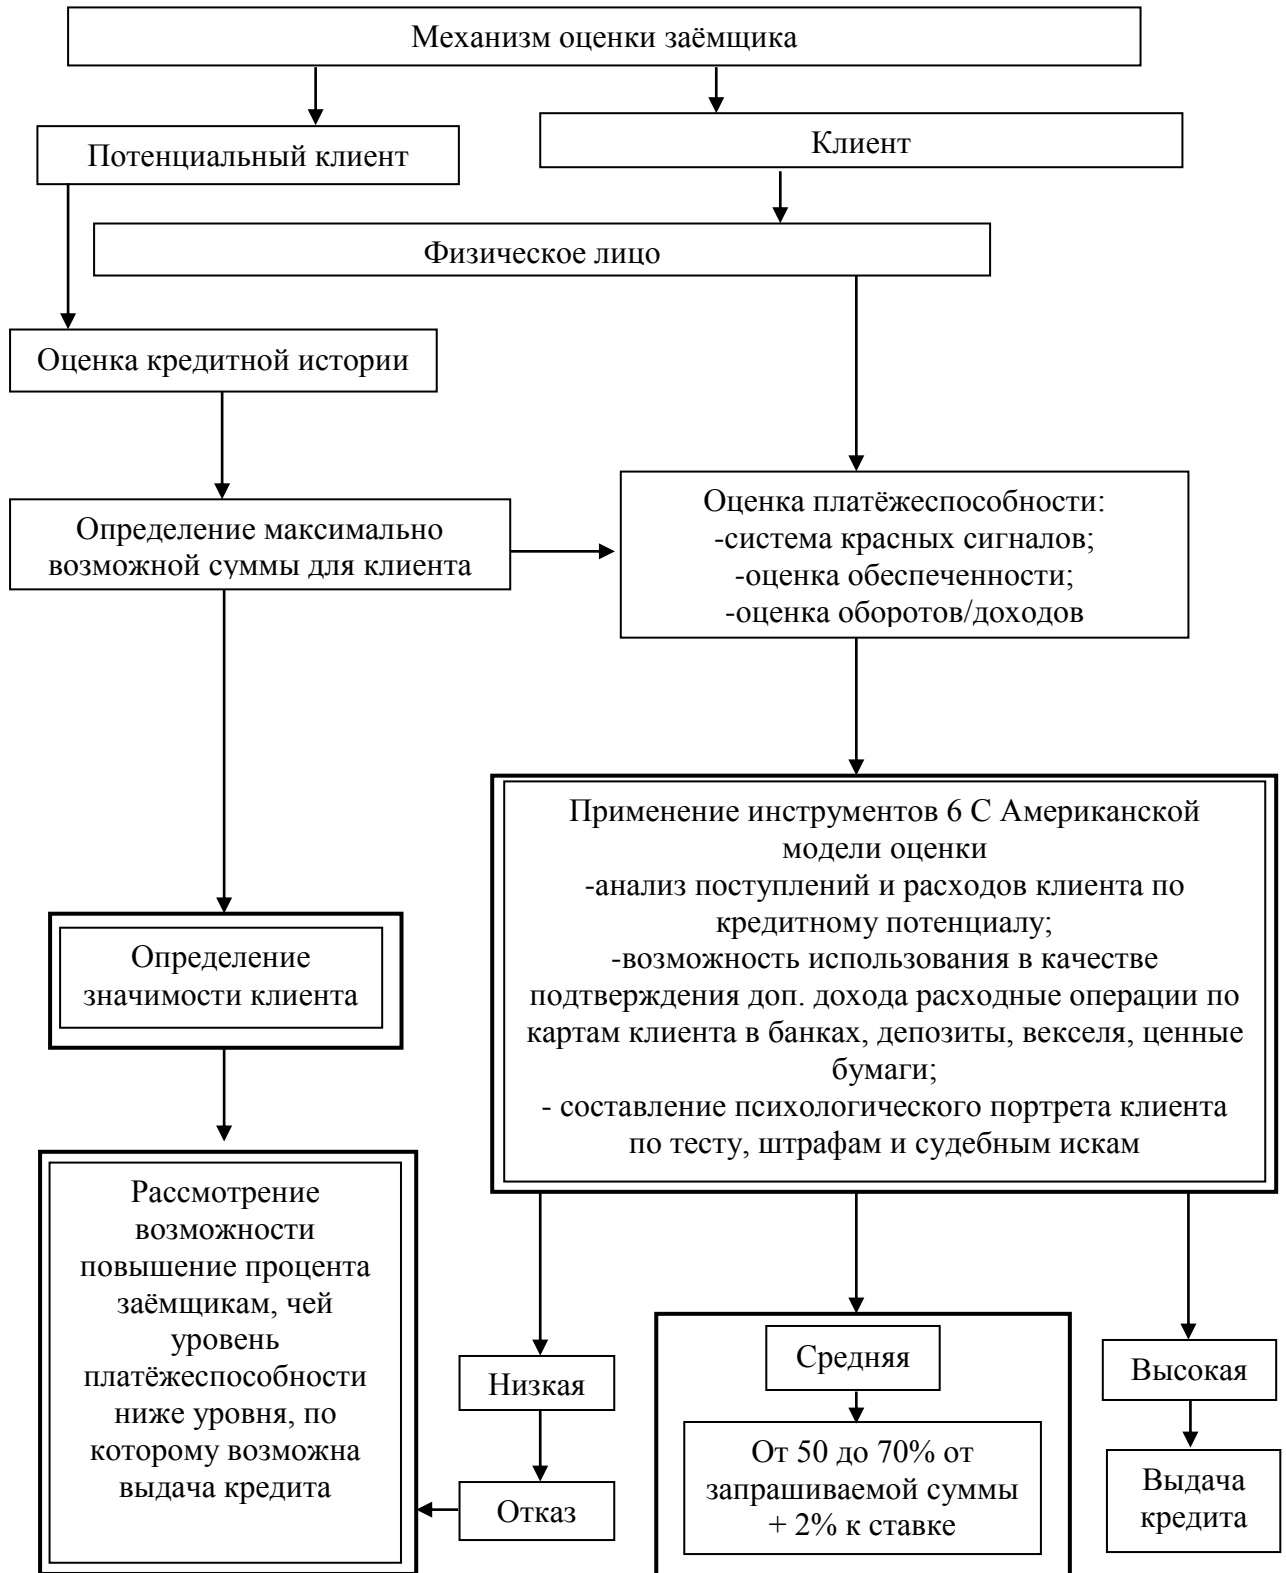 Механизм оценки заёмщика
Потенциальный клиент
Клиент
Физическое лицо
Оценка кредитной истории
Определение максимально
возможной суммы для клиента
Оценка платёжеспособности:
-система красных сигналов;
-оценка обеспеченности;
-оценка оборотов/доходов
Применение инструментов 6 С Американской
модели оценки
-анализ поступлений и расходов клиента по
кредитному потенциалу;
-возможность использования в качестве
подтверждения доп. дохода расходные операции по
картам клиента в банках, депозиты, векселя, ценные
бумаги;
- составление психологического портрета клиента
по тесту, штрафам и судебным искам
Определение
значимости клиента
Рассмотрение
возможности
повышение процента
заёмщикам, чей
уровень
платёжеспособности
ниже уровня, по
которому возможна
выдача кредита
Низкая
Отказ
Средняя
От 50 до 70% от
запрашиваемой суммы
+ 2% к ставке
Высокая
Выдача
кредита